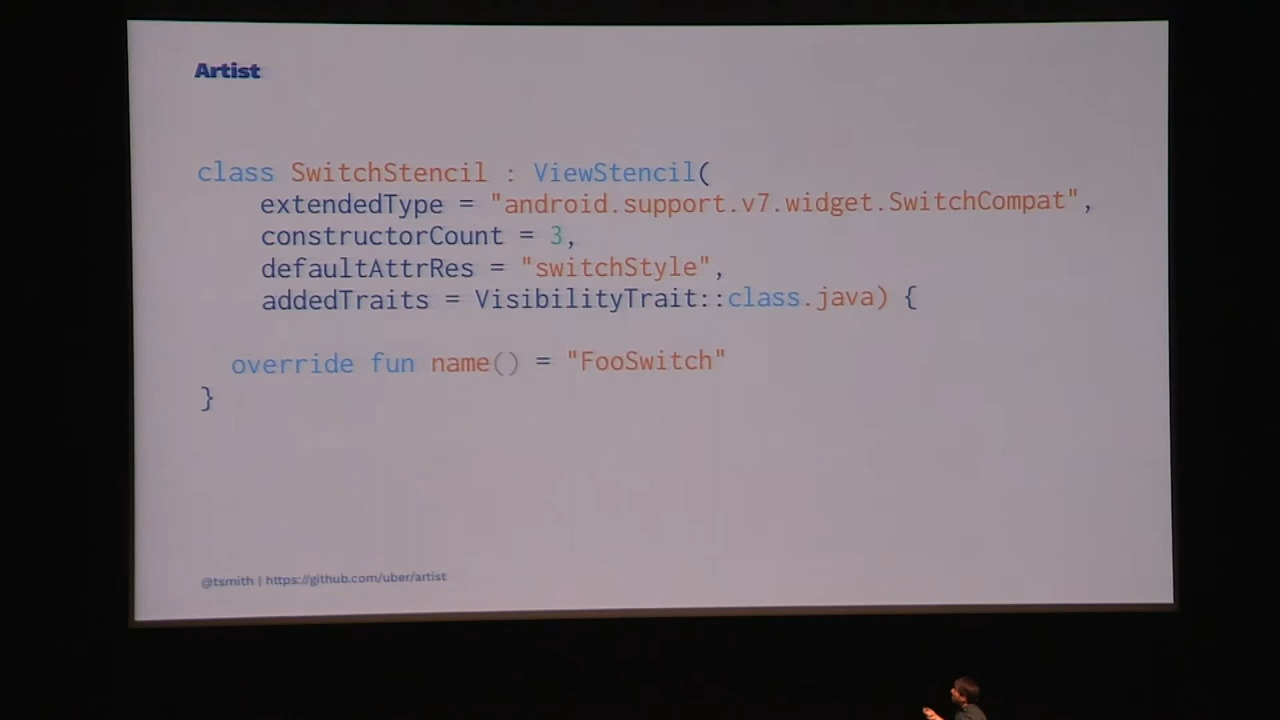 Artist
class SwitchStencil : ViewStencil(
extendedType = "android.support.v7.widget.SwitchCompat",
constructorCount = 3,
defaultAttrRes = "switchStyle",
addedTraits = VisibilityTrait::class.java) {
override fun name() = "FooSwitch"
}
@tsmith | https://github.com/uber/artist